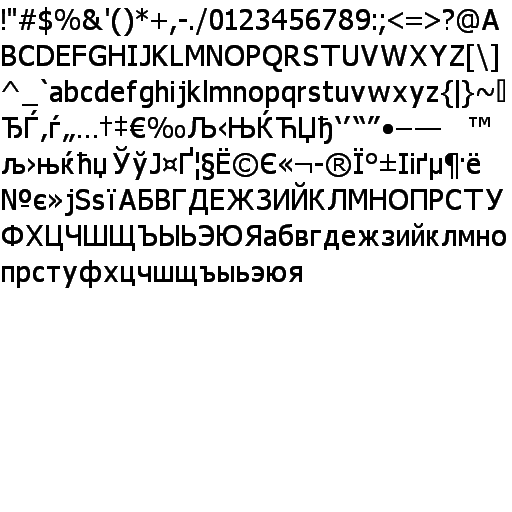 !"#$%&'()*+,-./0123456789:;<=>?@A
BCDEFGHIJKLMNOPQRSTUVWXYZ[\]
^_`abcdefghijklmnopqrstuvwxyz{|}~▯
ЂЃ‚ѓ„…†‡€‰Љ‹ЊЌЋЏђ‘’“”•–— ™
љ›њќћџ ЎўЈ¤Ґ¦§Ё©Є«¬-®Ї°±Ііґµ¶·ё
№є»јЅѕїАБВГДЕЖЗИЙКЛМНОПРСТУ
ФХЦЧШЩЪЫЬЭЮЯабвгдежзийклмно
прстуфхцчшщъыьэюя